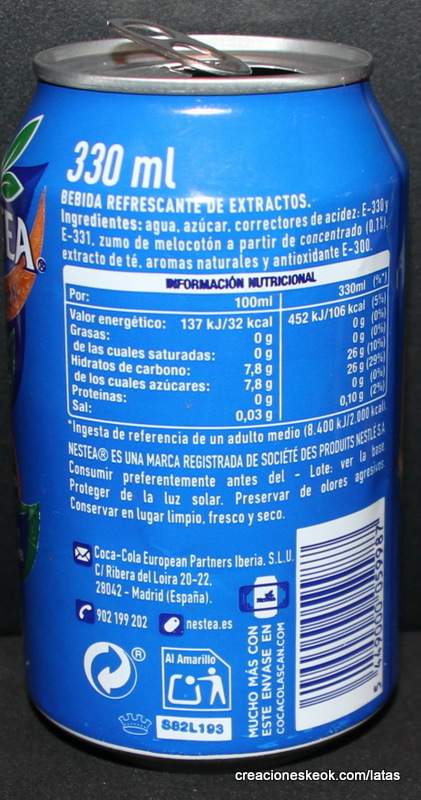 330 ml
BEBIDA REFRESCANTE DE EXTRACTOS.
Ingredientes: agua, azúcar, correctores de acidez: E-330 y
E-331, zumo de melocotón a partir de concentrado (0,1%),
extracto de té, aromas naturales y antioxidante E-300.
TEA®
INFORMACIÓN NUTRICIONAL
Por: 100ml 330ml (%*)
Valor energético: 137 kJ/32 kcal 452 kJ/106 kcal (5%)
Grasas: 0 g 0 g (0%)
de las cuales saturadas: 0 g 0 g (0%)
Hidratos de carbono: 7,8 g 26 g (10%)
de los cuales azúcares: 7,8 g 26 g (29%)
Proteínas: 0 g 0 g (0%)
Sal: 0,03 g 0,10 g (2%)
*Ingesta de referencia de un adulto medio (8.400 kJ/2.000 kcal).
NESTEA® ES UNA MARCA REGISTRADA DE SOCIÉTÉ DES PRODUITS NESTLÉ S.A.
Consumir preferentemente antes del - Lote: ver la base.
Proteger de la luz solar. Preservar de olores agresivos.
Conservar en lugar limpio, fresco y seco.
Coca-Cola European Partners Iberia, S.L.U.
C/ Ribera del Loira 20-22.
28042 - Madrid (España).
902 199 202 nestea.es
MUCHO MÁS CON
ESTE ENVASE EN
COCACOLASCAN.COM
5 449000 059987
®
Al Amarillo
S82L193
creacioneskeok.com/latas